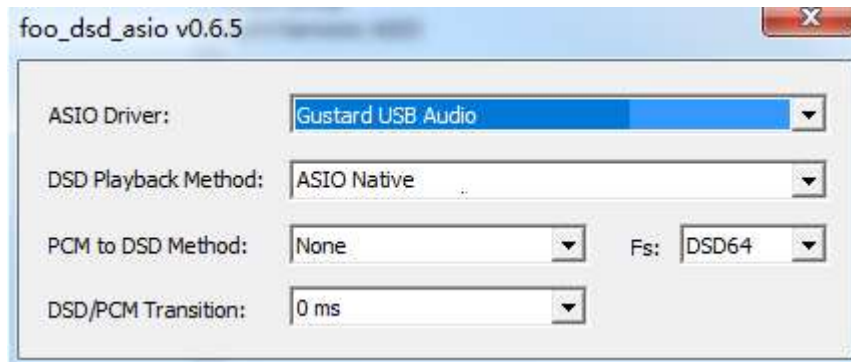 foo_dsd_asio v0.6.5
ASIO Driver: Gustard USB Audio
DSD Playback Method: ASIO Native
PCM to DSD Method: None Fs: DSD64
DSD/PCM Transition: 0 ms